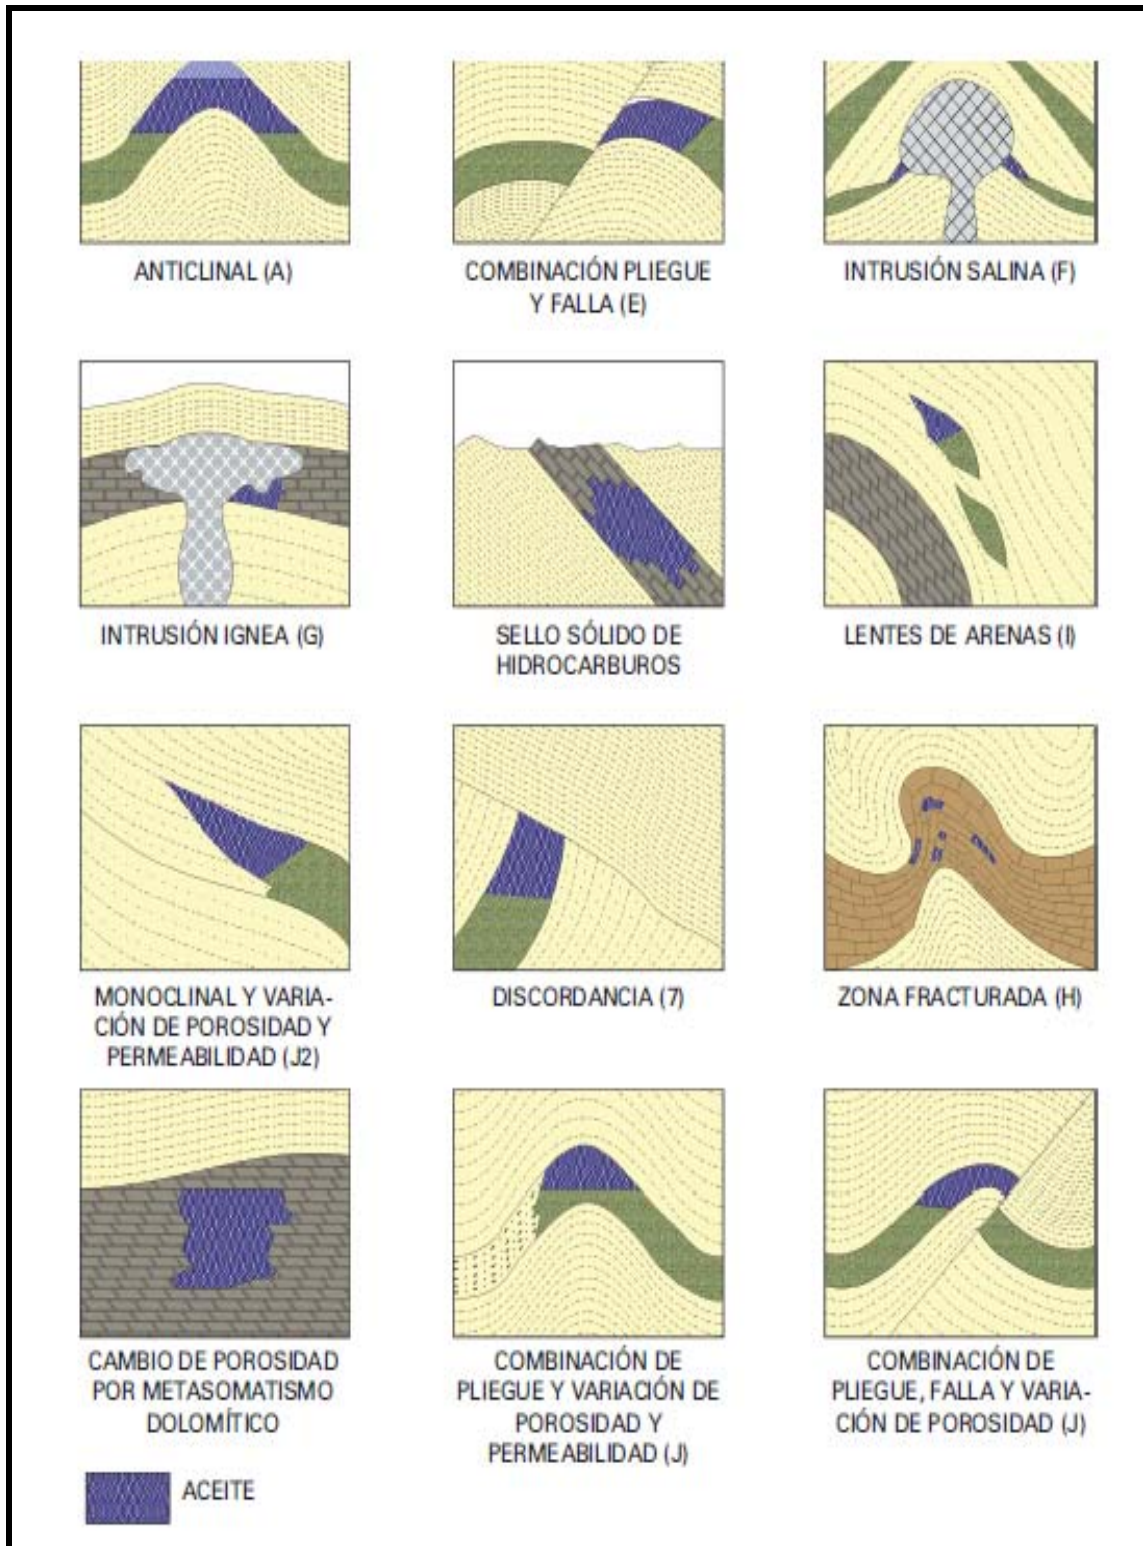 ANTICLINAL (A)
COMBINACIÓN PLIEGUE
Y FALLA (E)
INTRUSIÓN SALINA (F)
INTRUSIÓN IGNEA (G)
SELLO SÓLIDO DE
HIDROCARBUROS
LENTES DE ARENAS (I)
MONOCLINAL Y VARIA-
CIÓN DE POROSIDAD Y
PERMEABILIDAD (J2)
DISCORDANCIA (7)
ZONA FRACTURADA (H)
CAMBIO DE POROSIDAD
POR METASOMATISMO
DOLOMÍTICO
COMBINACIÓN DE
PLIEGUE Y VARIACIÓN DE
POROSIDAD Y
PERMEABILIDAD (J)
COMBINACIÓN DE
PLIEGUE, FALLA Y VARIA-
CIÓN DE POROSIDAD (J)
ACEITE